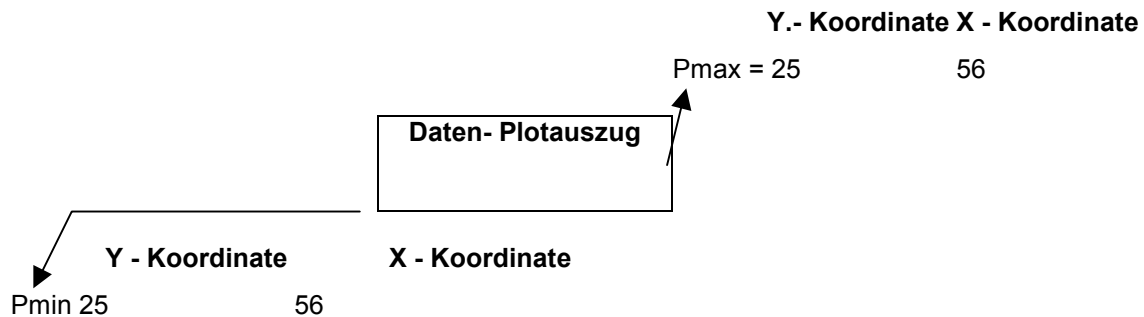 Y.- Koordinate X - Koordinate
Pmax = 25 56
Daten- Plotauszug
Y - Koordinate X - Koordinate
Pmin 25 56